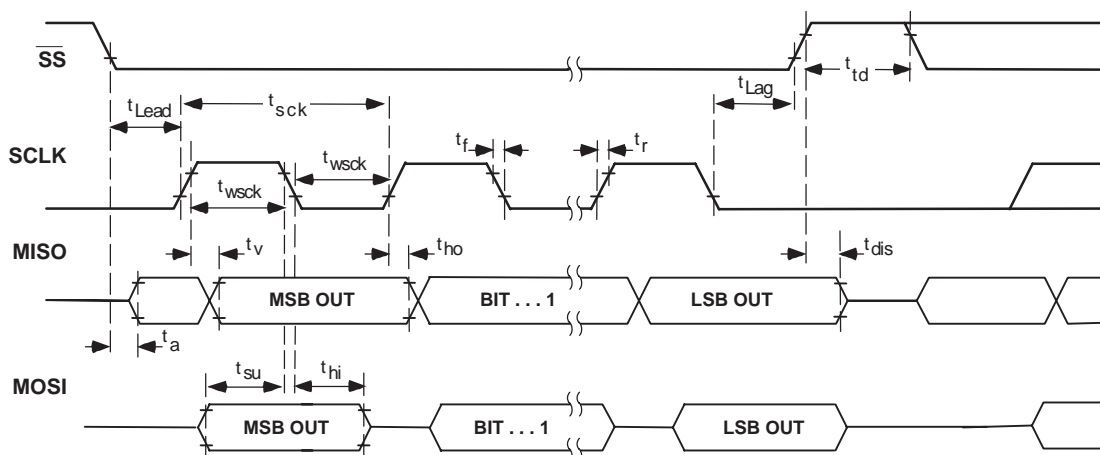 SS
t td
t Lag
t Lead
t sck
SCLK
t f
t r
t wsck
t wsck
MISO
t v
t ho
t dis
MSB OUT
BIT . . . 1
LSB OUT
t a
MOSI
t su
t hi
MSB OUT
BIT . . . 1
LSB OUT